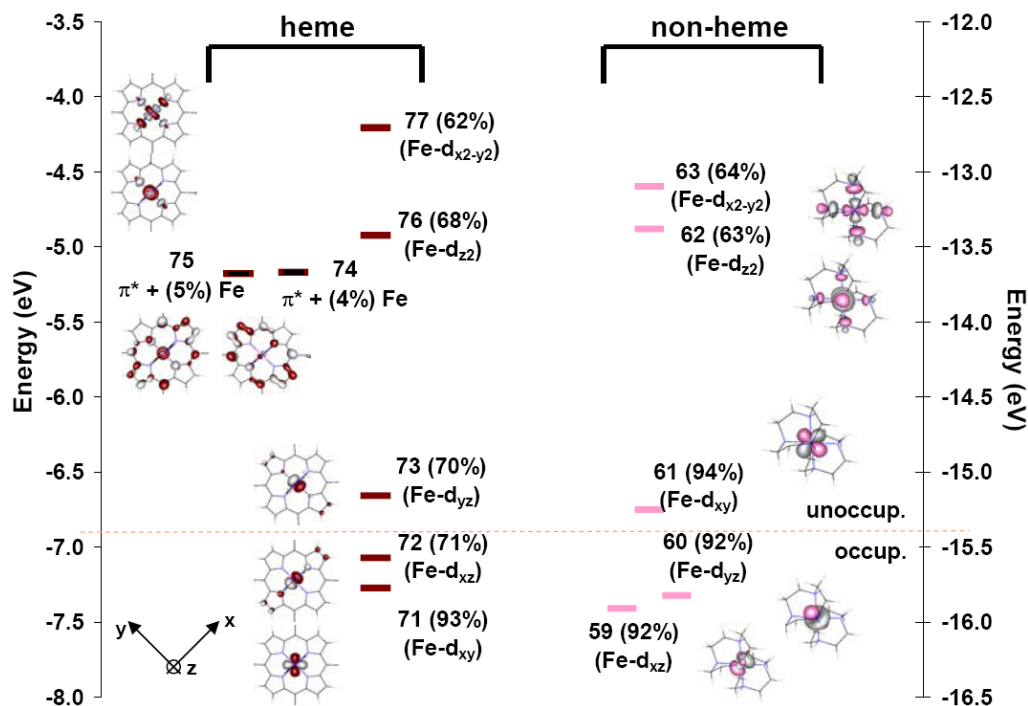 heme
non-heme
-3.5
-4.0
-4.5
-5.0
-5.5
-6.0
-6.5
-7.0
-7.5
-8.0
Energy (eV)
77 (62%)
(Fe-dx2-y2)
76 (68%)
(Fe-dz2)
75
π* + (5%) Fe
74
π* + (4%) Fe
73 (70%)
(Fe-dyz)
72 (71%)
(Fe-dxz)
71 (93%)
(Fe-dxy)
y
x
z
63 (64%)
(Fe-dx2-y2)
62 (63%)
(Fe-dz2)
61 (94%)
(Fe-dxy)
unoccup.
occup.
60 (92%)
(Fe-dyz)
59 (92%)
(Fe-dxz)
-12.0
-12.5
-13.0
-13.5
-14.0
-14.5
-15.0
-15.5
-16.0
-16.5
Energy (eV)